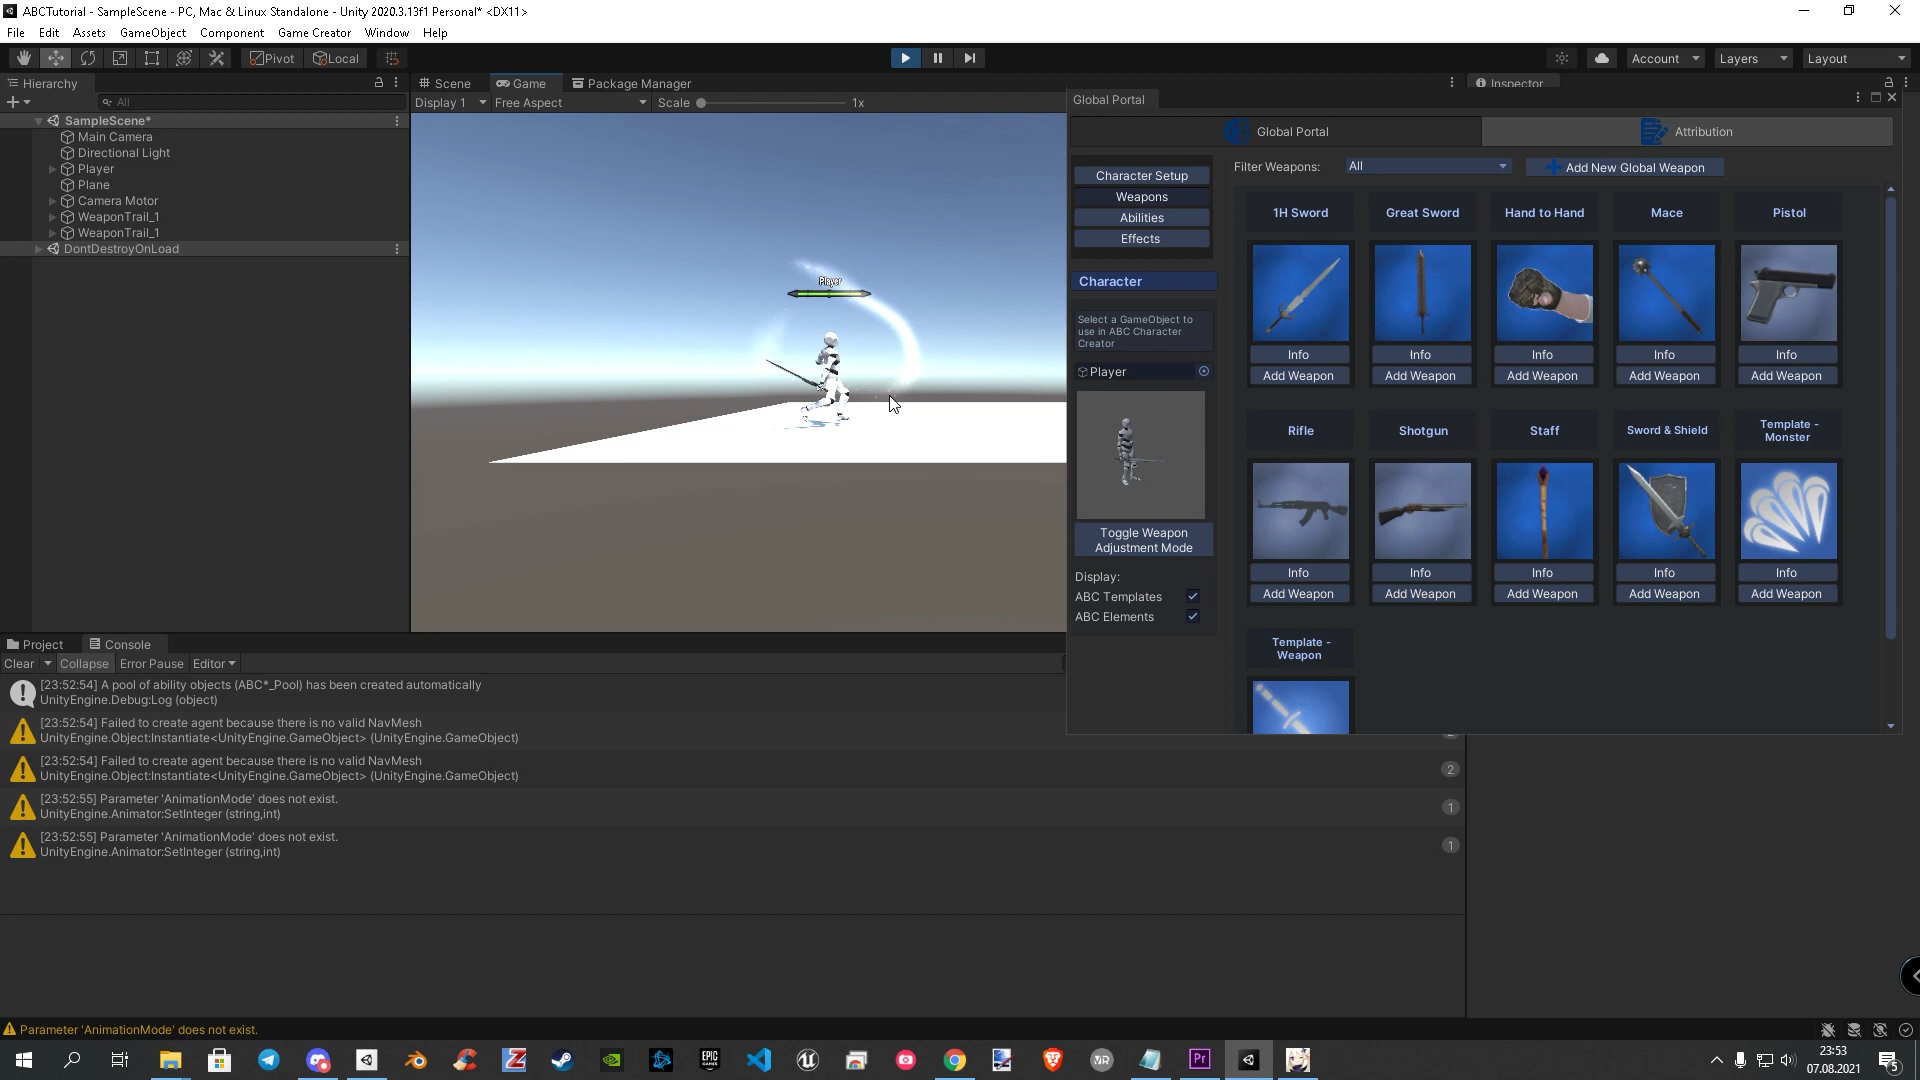 ABCTutorial - SampleScene - PC, Mac & Linux Standalone - Unity 2020.3.13f1 Personal* <DX11>
File Edit Assets GameObject Component Game Creator Window Help
Pivot Local Account Layers Layout
Hierarchy
All
SampleScene*
Main Camera
Directional Light
Player
Plane
Camera Motor
WeaponTrail_1
WeaponTrail_1
DontDestroyOnLoad
Scene Game Package Manager
Display 1 Free Aspect Scale 1x
Player
Inspector
Global Portal
Global Portal Attribution
Character Setup
Weapons
Abilities
Effects
Character
Select a GameObject to
use in ABC Character
Creator
Player
Toggle Weapon
Adjustment Mode
Display:
ABC Templates
ABC Elements
Filter Weapons: All Add New Global Weapon
1H Sword Great Sword Hand to Hand Mace Pistol
Info Info Info Info Info
Add Weapon Add Weapon Add Weapon Add Weapon Add Weapon
Rifle Shotgun Staff Sword & Shield Template -
Monster
Info Info Info Info Info
Add Weapon Add Weapon Add Weapon Add Weapon Add Weapon
Template -
Weapon
Project Console
Clear Collapse Error Pause Editor
[23:52:54] A pool of ability objects (ABC*_Pool) has been created automatically
UnityEngine.Debug:Log (object)
[23:52:54] Failed to create agent because there is no valid NavMesh
UnityEngine.Object:Instantiate<UnityEngine.GameObject> (UnityEngine.GameObject)
[23:52:54] Failed to create agent because there is no valid NavMesh
UnityEngine.Object:Instantiate<UnityEngine.GameObject> (UnityEngine.GameObject)
2
[23:52:55] Parameter 'AnimationMode' does not exist.
UnityEngine.Animator:SetInteger (string,int)
1
[23:52:55] Parameter 'AnimationMode' does not exist.
UnityEngine.Animator:SetInteger (string,int)
1
Parameter 'AnimationMode' does not exist.
EPIC
GAMES
VR
Pr
23:53
07.08.2021
5